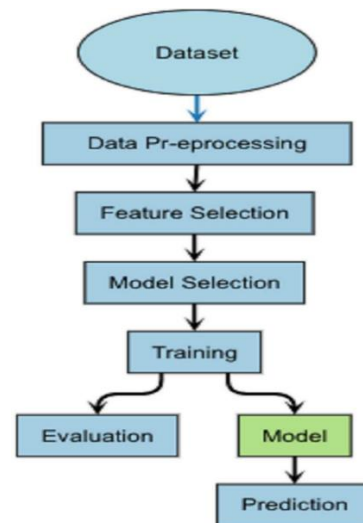 Dataset
Data Pr-eprocessing
Feature Selection
Model Selection
Training
Evaluation
Model
Prediction